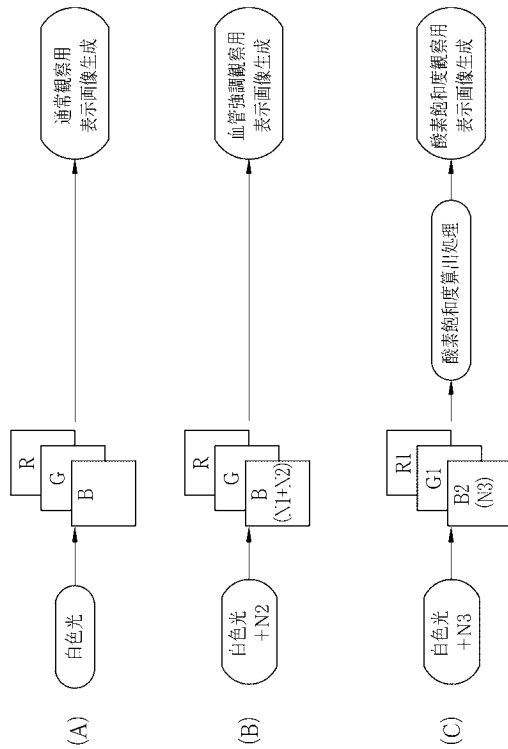 (A)
白色光
R
G
B
通常観察用
表示画像生成
(B)
白色光
+N2
R
G
B
(N1+N2)
血管強調観察用
表示画像生成
(C)
白色光
+N3
R1
G1
B2
(N3)
酸素飽和度算出処理
酸素飽和度観察用
表示画像生成